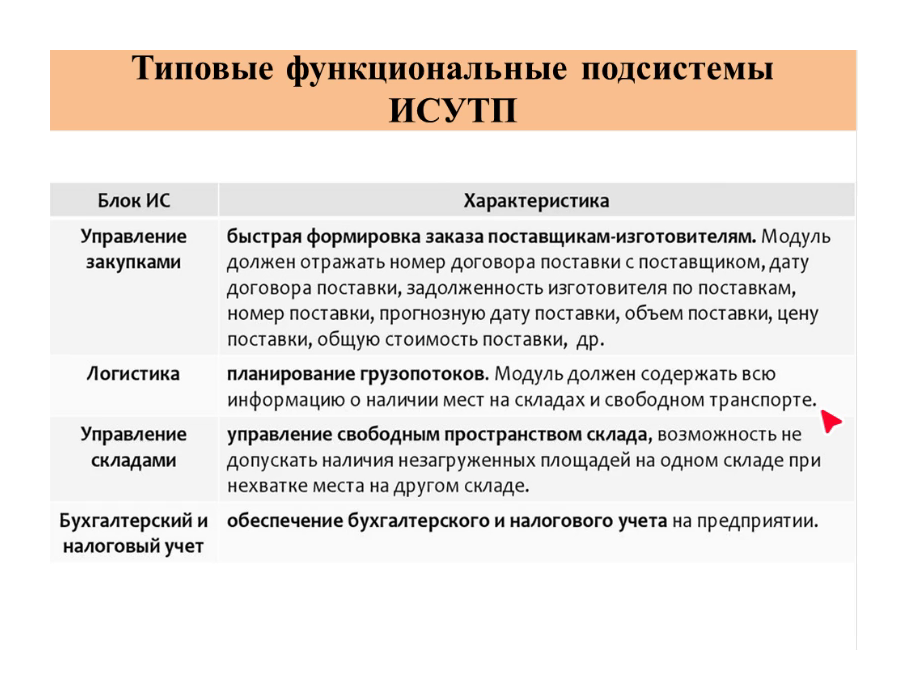 Типовые функциональные подсистемы
ИСУТП
Блок ИС
Характеристика
Управление
закупками
быстрая формировка заказа поставщикам-изготовителям. Модуль
должен отражать номер договора поставки с поставщиком, дату
договора поставки, задолженность изготовителя по поставкам,
номер поставки, прогнозную дату поставки, объем поставки, цену
поставки, общую стоимость поставки, др.
Логистика
планирование грузопотоков. Модуль должен содержать всю
информацию о наличии мест на складах и свободном транспорте.
Управление
складами
управление свободным пространством склада, возможность не
допускать наличия незагруженных площадей на одном складе при
нехватке места на другом складе.
Бухгалтерский и
налоговый учет
обеспечение бухгалтерского и налогового учета на предприятии.